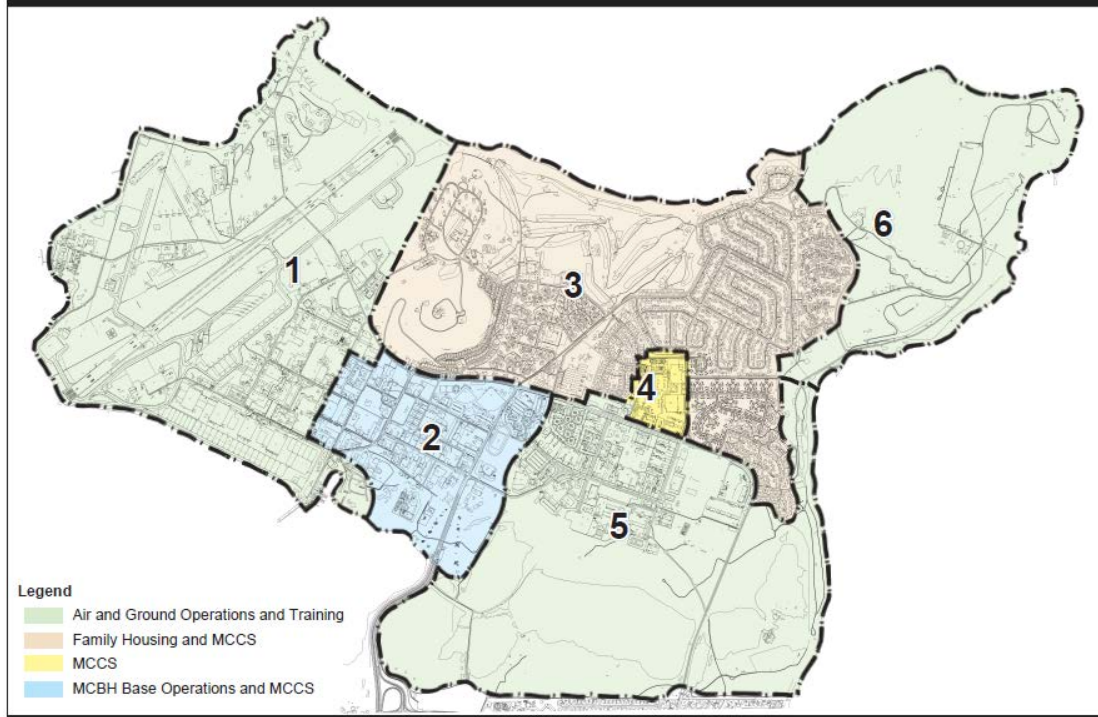 1
6
3
4
2
5
Legend
Air and Ground Operations and Training
Family Housing and MCCS
MCCS
MCBH Base Operations and MCCS